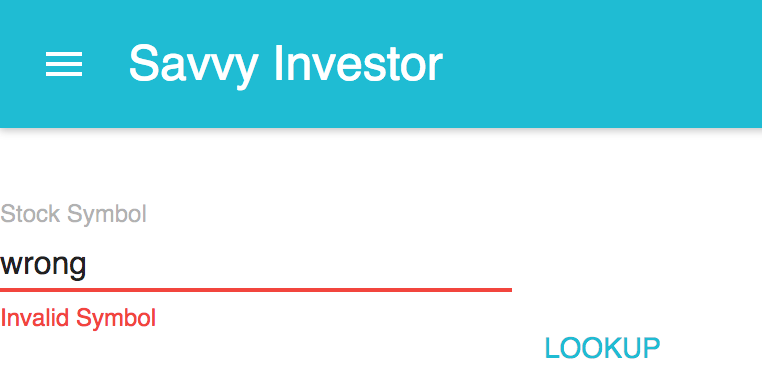 Savvy Investor
Stock Symbol
wrong
Invalid Symbol
LOOKUP